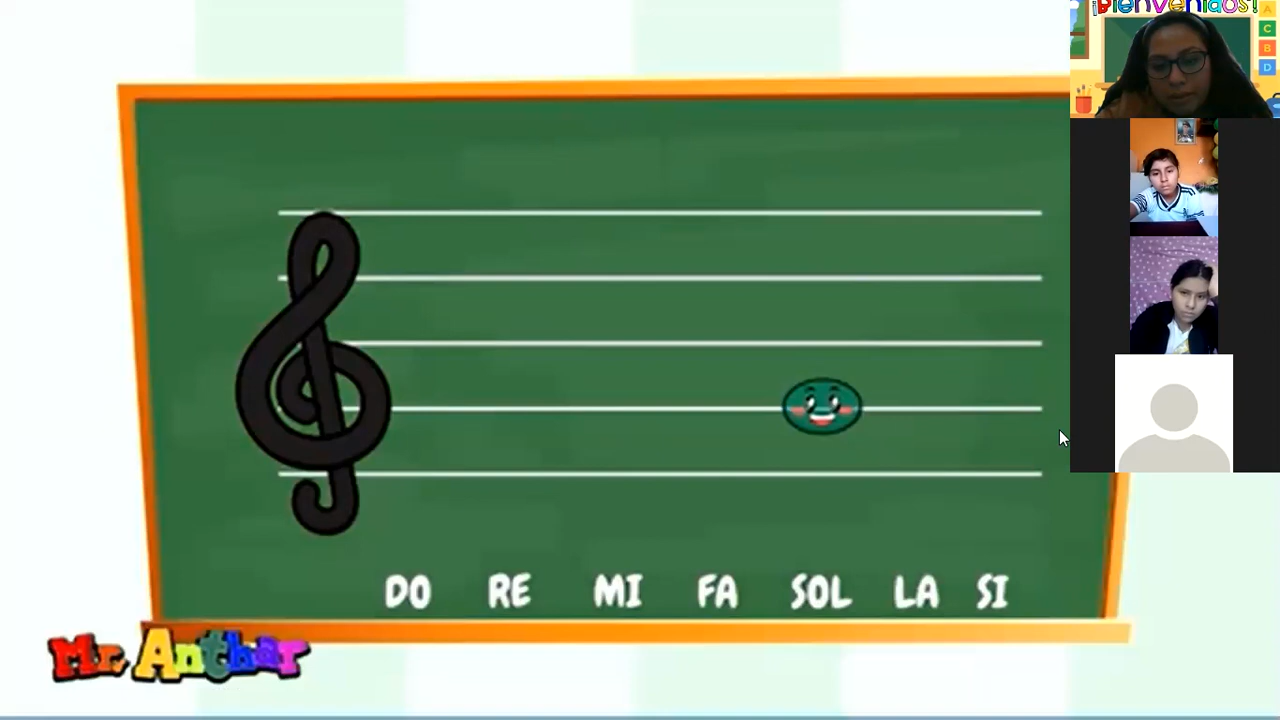 ¡Bienvenidos!
A
C
B
D
DO RE MI FA SOL LA SI
Mr. Anthar